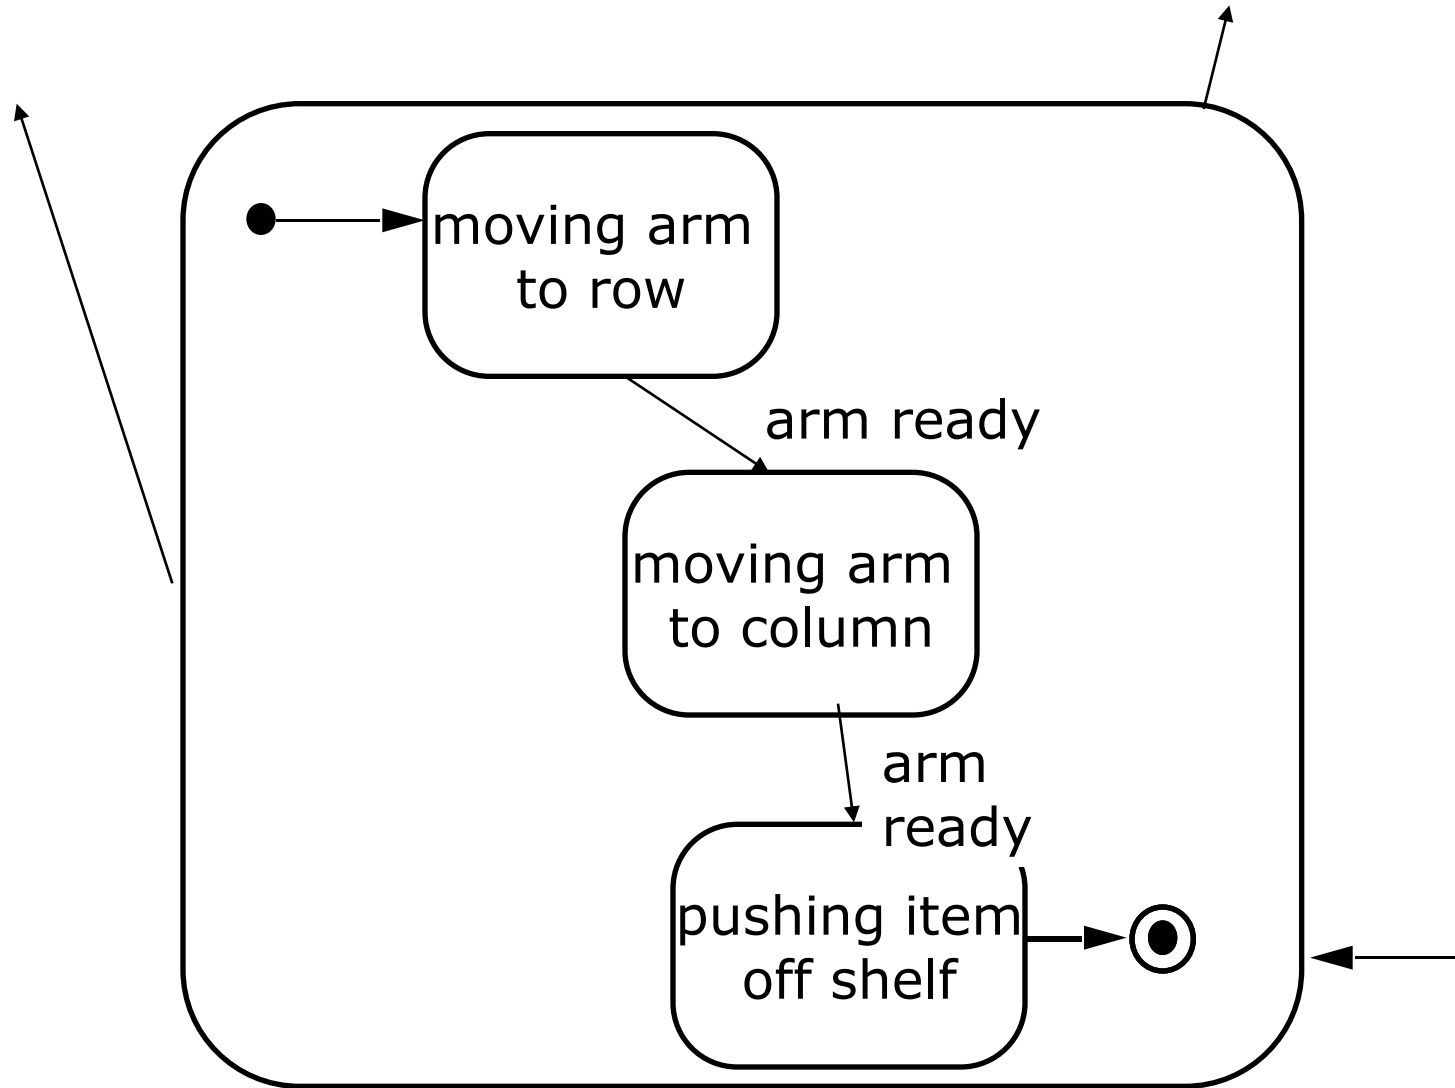 moving arm
to row
arm ready
moving arm
to column
arm
ready
pushing item
off shelf